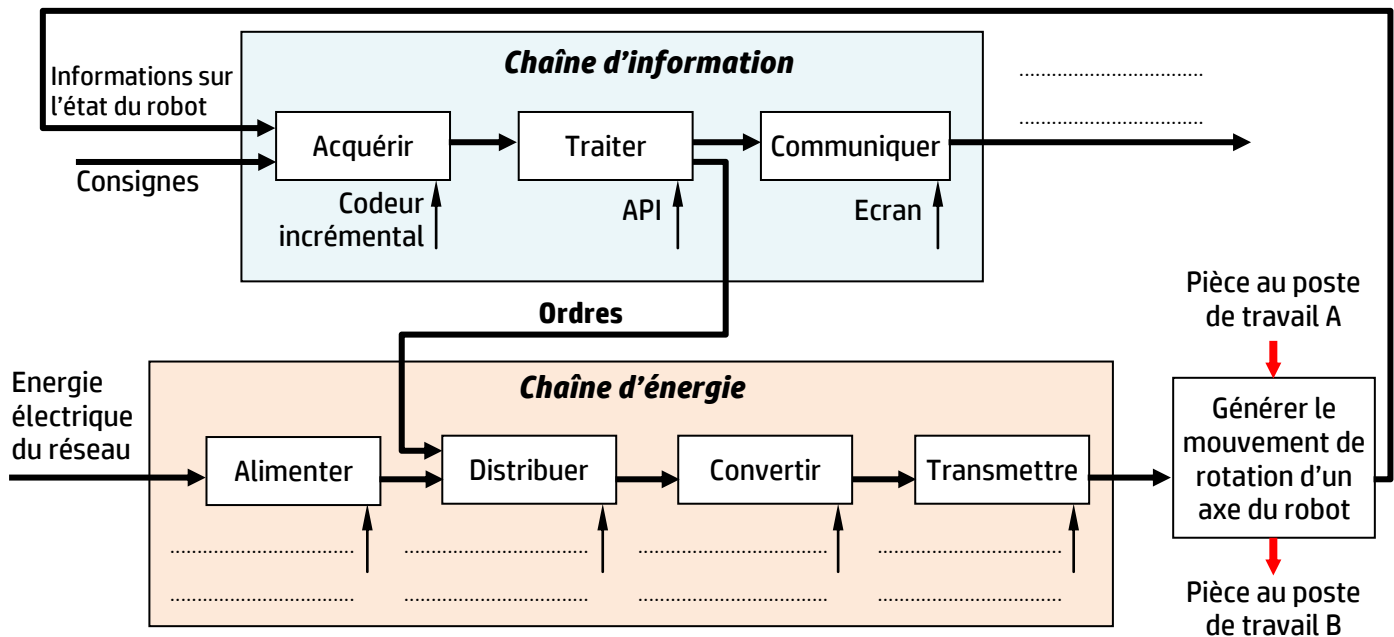 Chaîne d'information
Informations sur
l'état du robot
..........................................
..........................................
Acquérir
Traiter
Communiquer
Consignes
Codeur
incrémental
API
Ecran
Ordres
Pièce au poste
de travail A
Chaîne d'énergie
Energie
électrique
du réseau
Alimenter
Distribuer
Convertir
Transmettre
Générer le
mouvement de
rotation d'un
axe du robot
..........................................
..........................................
..........................................
..........................................
..........................................
..........................................
..........................................
..........................................
Pièce au poste
de travail B